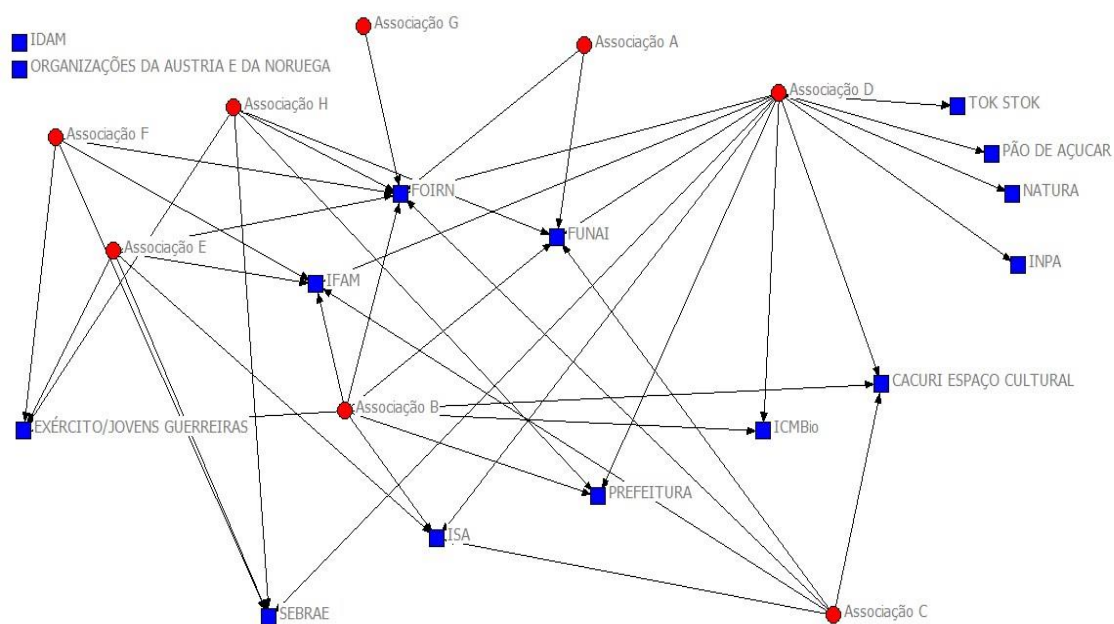 Associação G
IDAM
Associação A
ORGANIZAÇÕES DA AUSTRIA E DA NORUEGA
Associação D
Associação H
TOK STOK
Associação F
PÃO DE AÇUCAR
FOIRN
NATURA
FUNAI
Associação E
INPA
IFAM
CACURI ESPAÇO CULTURAL
Associação B
EXÉRCITO/JOVENS GUERREIRAS
ICMBio
PREFEITURA
ISA
SEBRAE
Associação C